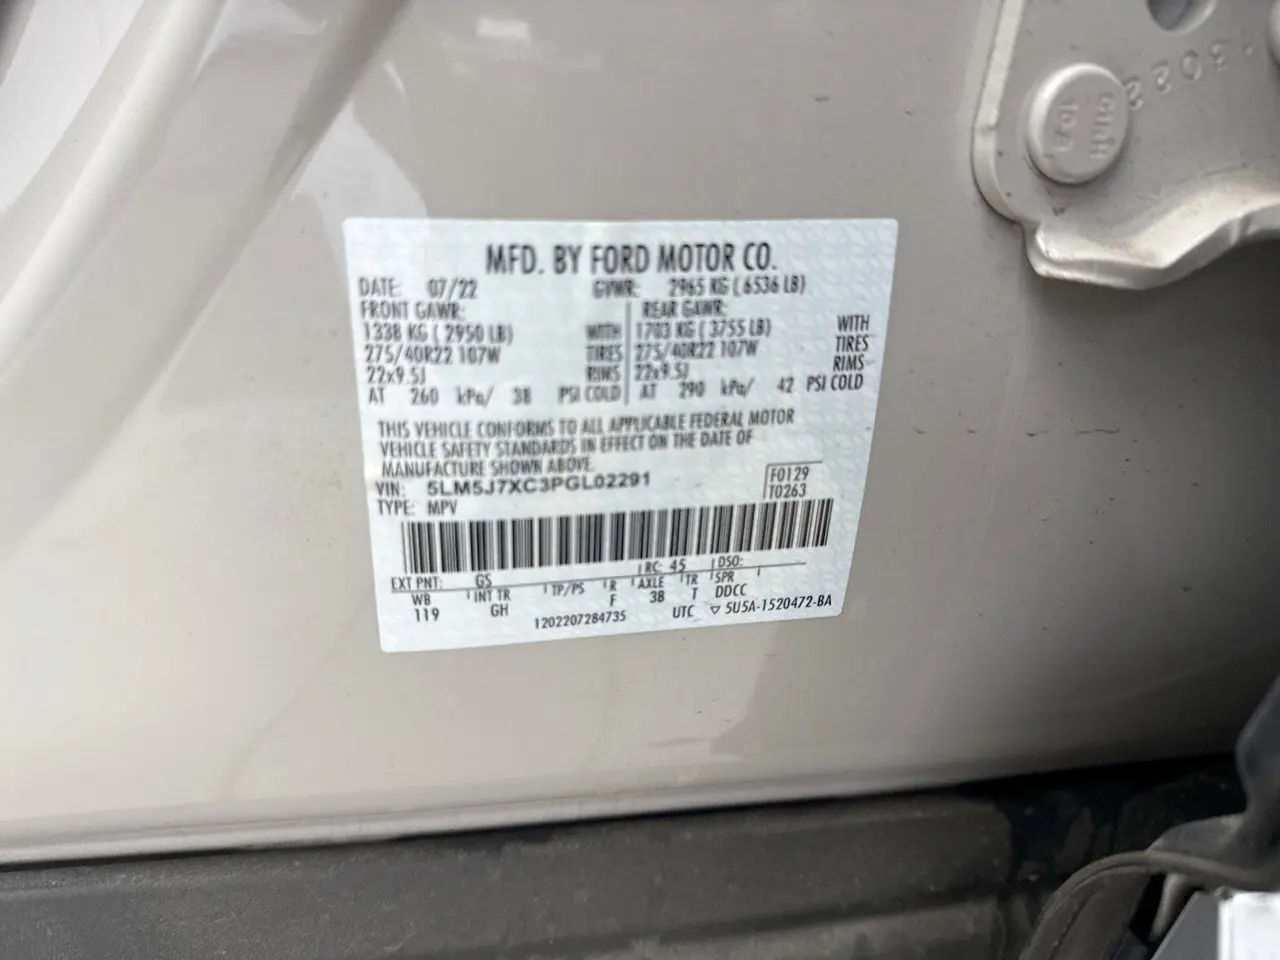 MFD. BY FORD MOTOR CO.
DATE: 07/22 GVWR: 2965 KG ( 6536 LB)
FRONT GAWR: REAR GAWR:
1338 KG ( 2950 LB) WITH 1703 KG ( 3755 LB) WITH
275/40R22 107W TIRES 275/40R22 107W TIRES
22x9.5J RIMS 22x9.5J RIMS
AT 260 kPa/ 38 PSI COLD AT 290 kPa/ 42 PSI COLD
THIS VEHICLE CONFORMS TO ALL APPLICABLE FEDERAL MOTOR
VEHICLE SAFETY STANDARDS IN EFFECT ON THE DATE OF
MANUFACTURE SHOWN ABOVE.
VIN: 5LM5J7XC3PGL02291 F0129
TYPE: MPV T0263
EXT PNT: GS RC: 45 DSO:
WB INT TR TP/PS R AXLE TR SPR
119 GH F 38 T DDCC
1202207284735 UTC ▽ 5U5A-1520472-BA
13022